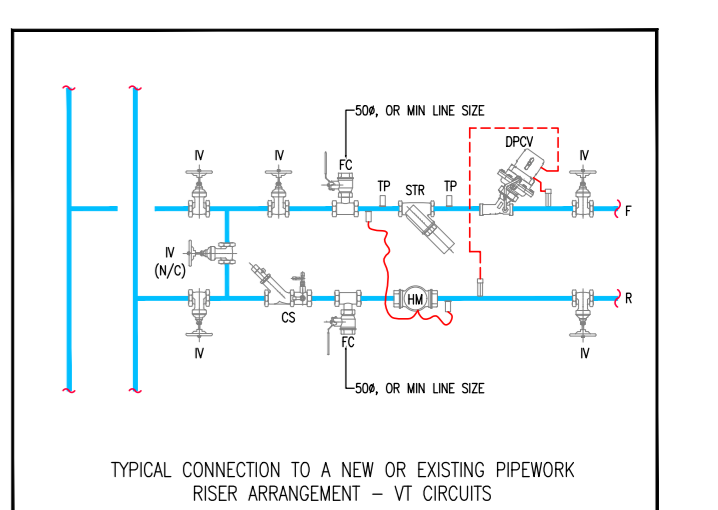 50ø, OR MIN LINE SIZE
DPCV
IV
IV
FC
TP
STR
TP
IV
F
IV
(N/C)
HM
R
CS
FC
IV
IV
50ø, OR MIN LINE SIZE
TYPICAL CONNECTION TO A NEW OR EXISTING PIPEWORK
RISER ARRANGEMENT – VT CIRCUITS